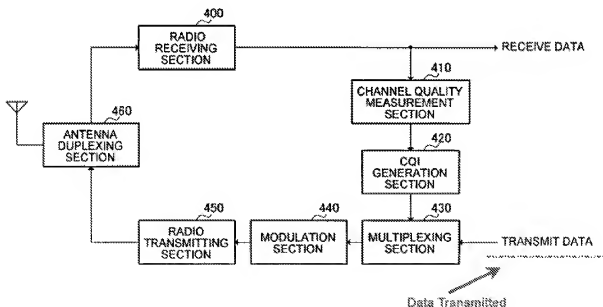 400
RADIO
RECEIVING
SECTION
RECEIVE DATA
410
CHANNEL QUALITY
MEASUREMENT
SECTION
460
ANTENNA
DUPLEXING
SECTION
420
CQI
GENERATION
SECTION
450
RADIO
TRANSMITTING
SECTION
440
MODULATION
SECTION
430
MULTIPLEXING
SECTION
TRANSMIT DATA
Data Transmitted